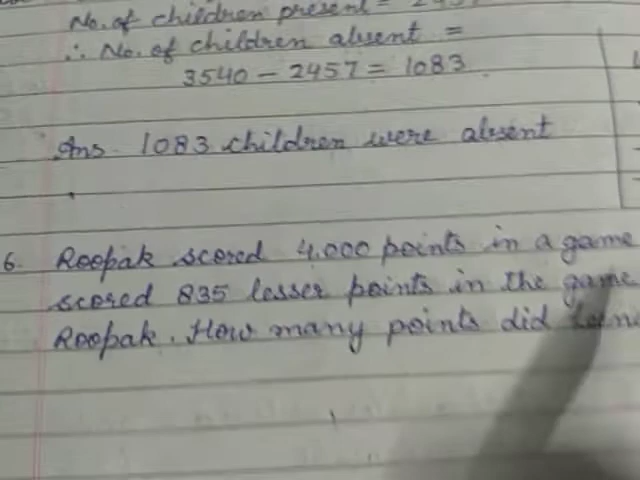 No. of children present = 2457
∴ No. of children absent =
3540 - 2457 = 1083
Ans. 1083 children were absent
6. Roopak scored 4,000 points in a game
scored 835 lesser points in the game
Roopak. How many points did